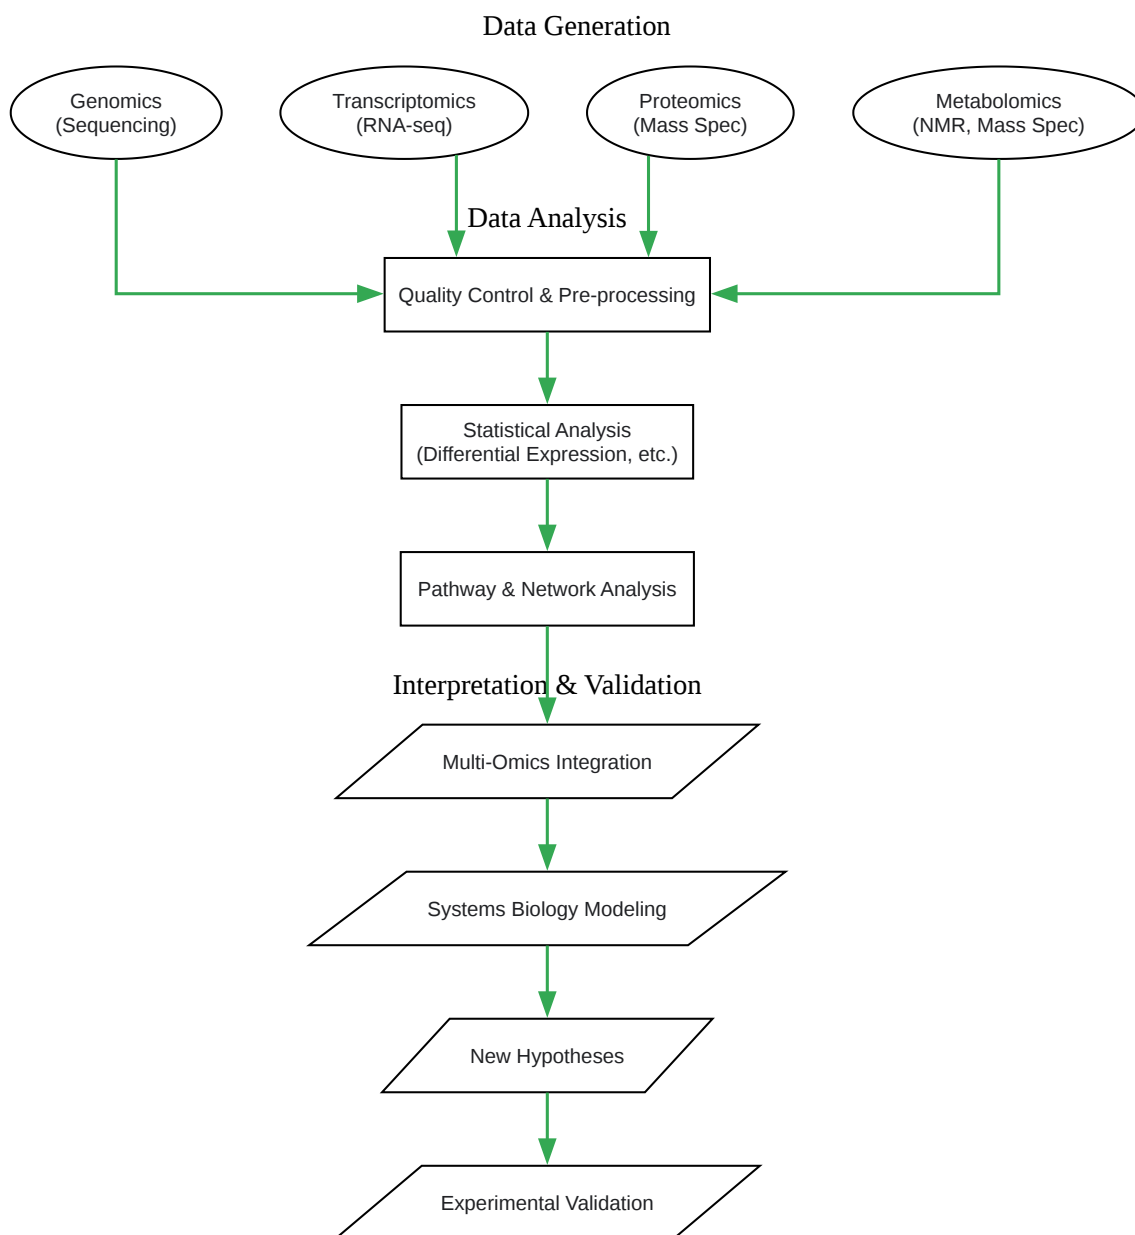 Data Generation
Genomics
(Sequencing)
Transcriptomics
(RNA-seq)
Proteomics
(Mass Spec)
Metabolomics
(NMR, Mass Spec)
Data Analysis
Quality Control & Pre-processing
Statistical Analysis
(Differential Expression, etc.)
Pathway & Network Analysis
Interpretation & Validation
Multi-Omics Integration
Systems Biology Modeling
New Hypotheses
Experimental Validation